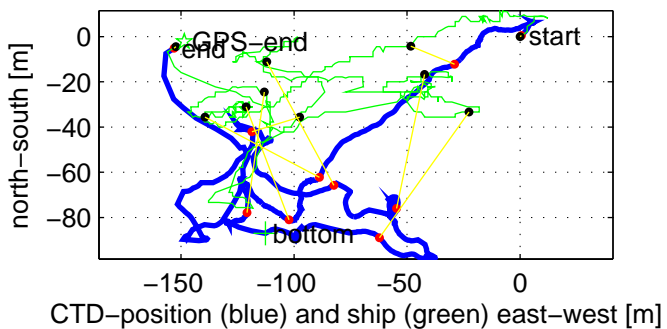 start
GPS−end
end
bottom
0
−20
−40
−60
−80
north−south [m]
−150
−100
−50
0
CTD−position (blue) and ship (green) east−west [m]